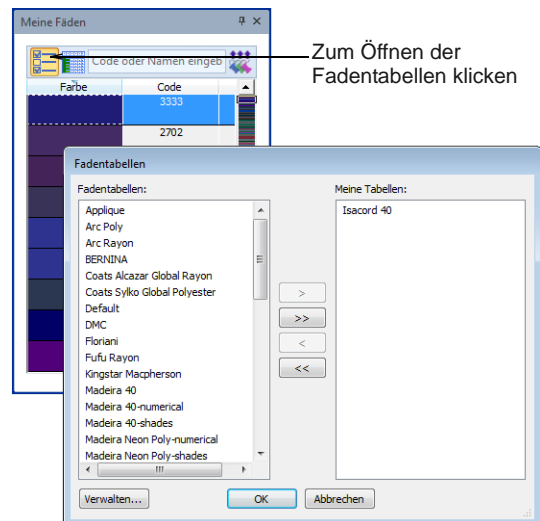 Meine Fäden
Code oder Namen eingeb
Zum Öffnen der
Fadentabellen klicken
Farbe Code
3333
2702
Fadentabellen
Fadentabellen:
Applique
Arc Poly
Arc Rayon
BERNINA
Coats Alcazar Global Rayon
Coats Sylko Global Polyester
Default
DMC
Floriani
Fufu Rayon
Kingstar Macpherson
Madeira 40
Madeira 40-numerical
Madeira 40-shades
Madeira Neon Poly-numerical
Madeira Neon Poly-shades
>
>>
<
<<
Meine Tabellen:
Isacord 40
Verwalten...
OK
Abbrechen